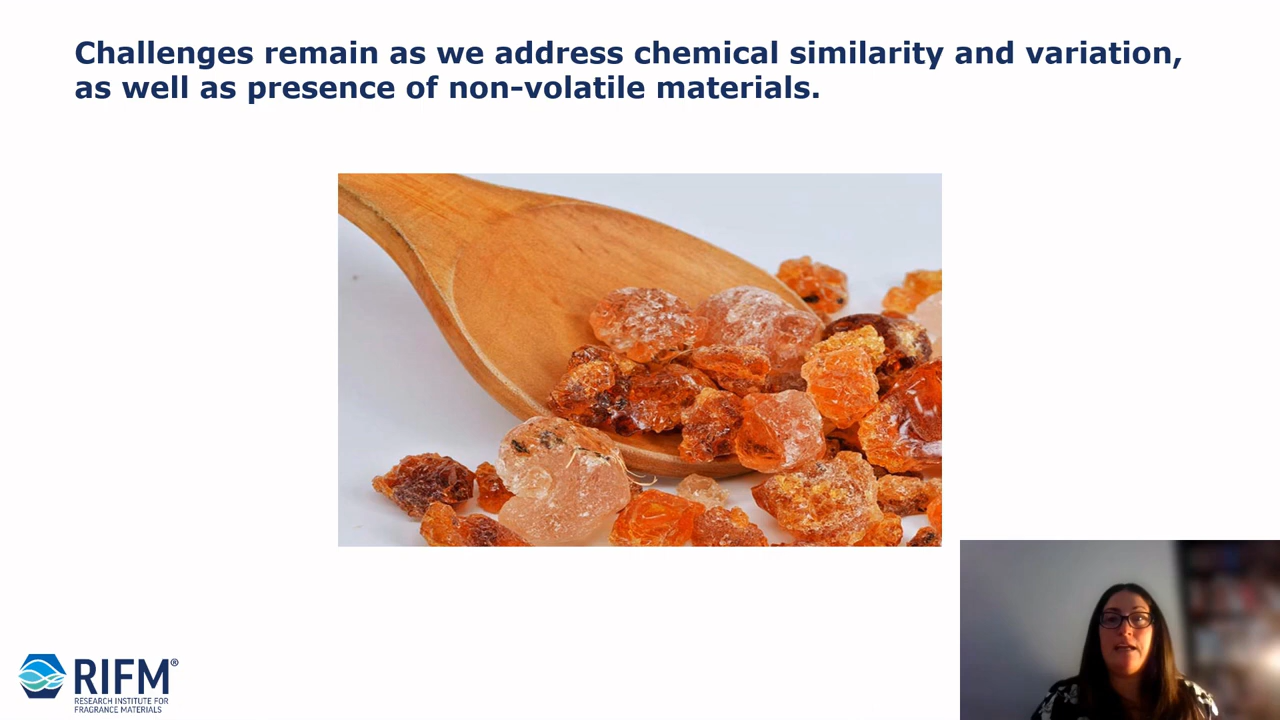 Challenges remain as we address chemical similarity and variation,
as well as presence of non-volatile materials.
RIFM®
RESEARCH INSTITUTE FOR
FRAGRANCE MATERIALS